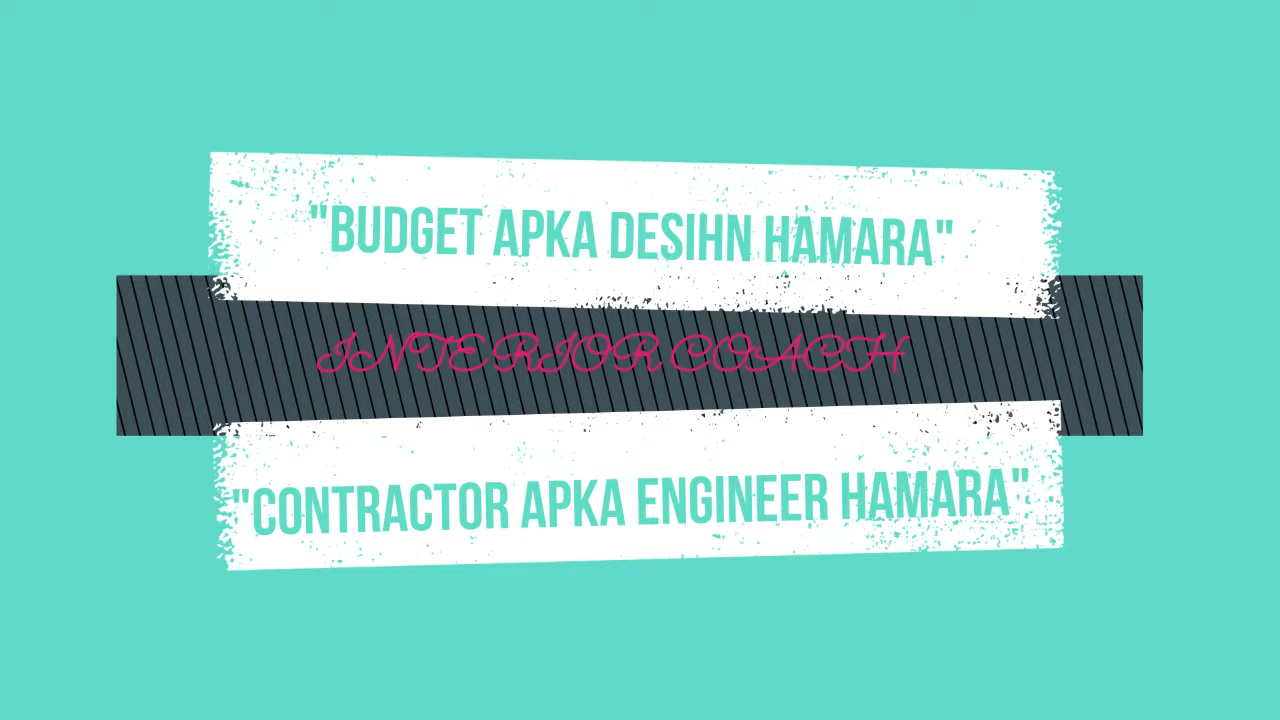 "BUDGET APKA DESIHN HAMARA"
INTERIOR COACH
"CONTRACTOR APKA ENGINEER HAMARA"